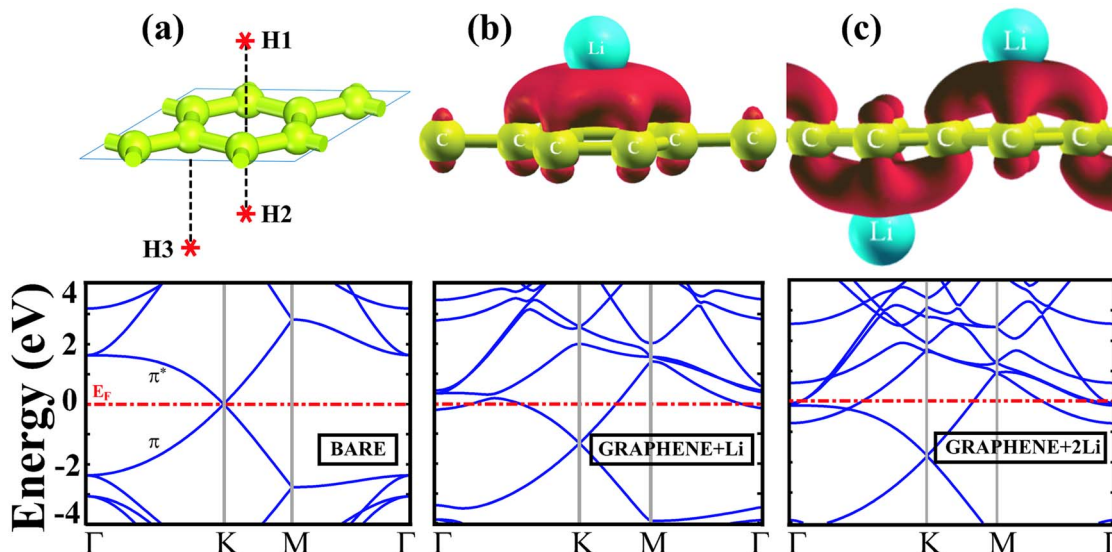 (a)
H1
H2
H3
(b)
Li
C C C C C C
(c)
Li
C C C C C
Li
Energy (eV)
4
2
0
-2
-4
π*
E_F
π
BARE
Γ K M Γ
GRAPHENE+Li
Γ K M Γ
GRAPHENE+2Li
Γ K M Γ